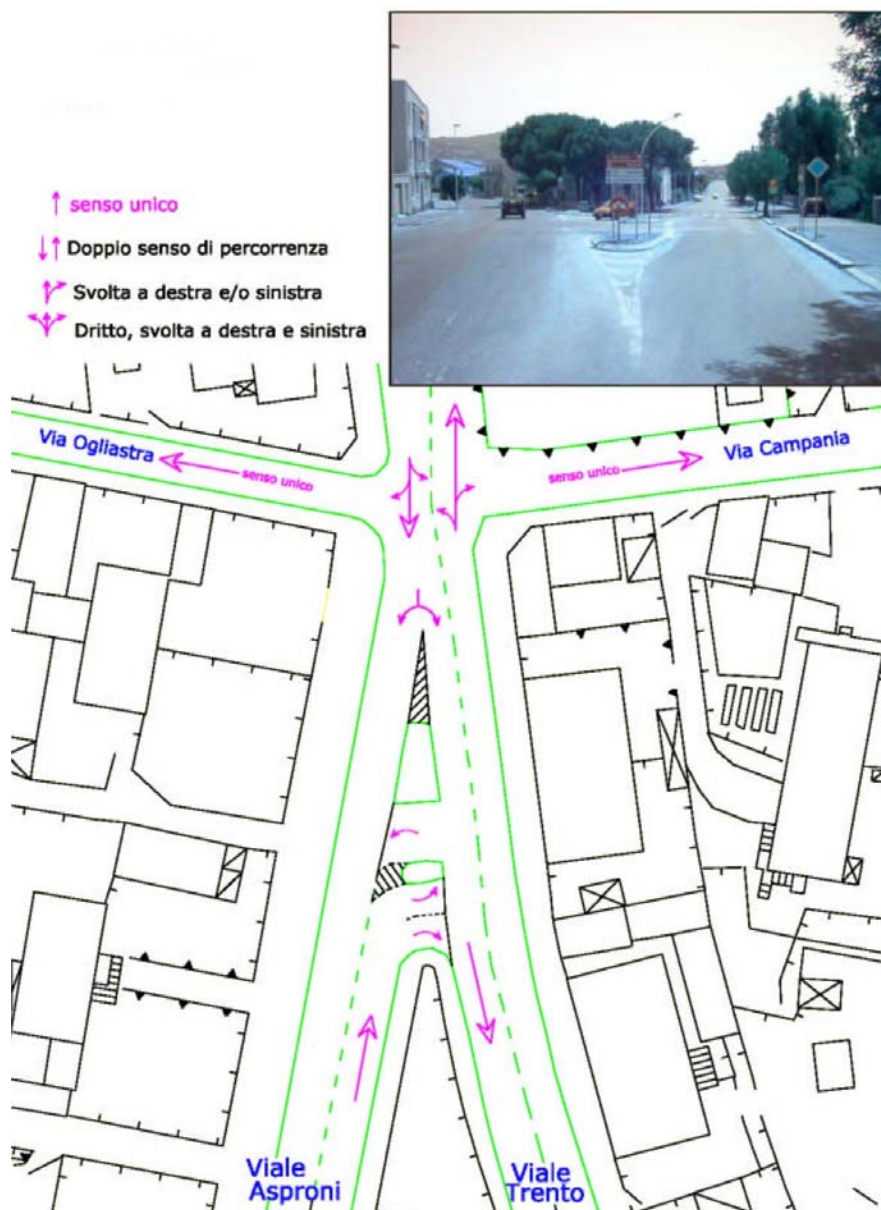 senso unico
Doppio senso di percorrenza
Svolta a destra e/o sinistra
Dritto, svolta a destra e sinistra
Via Ogliastra
senso unico
senso unico
Via Campania
Viale
Asproni
Viale
Trento